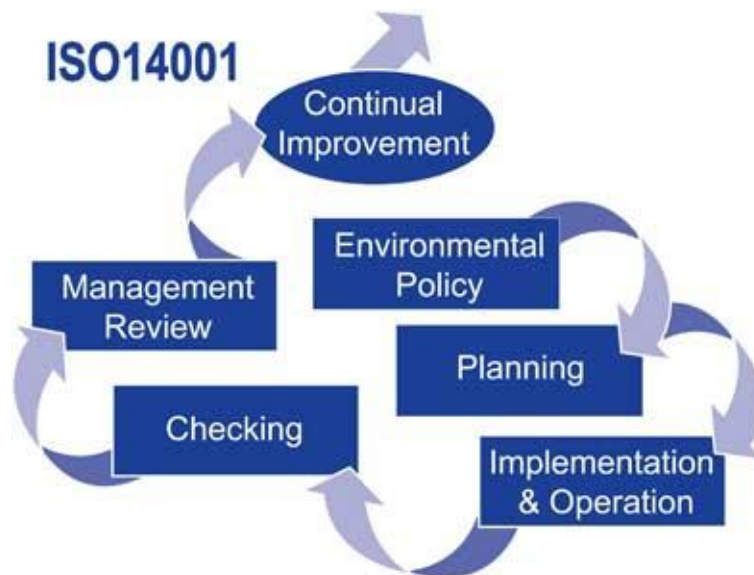 ISO14001
Continual
Improvement
Environmental
Policy
Planning
Implementation
& Operation
Checking
Management
Review